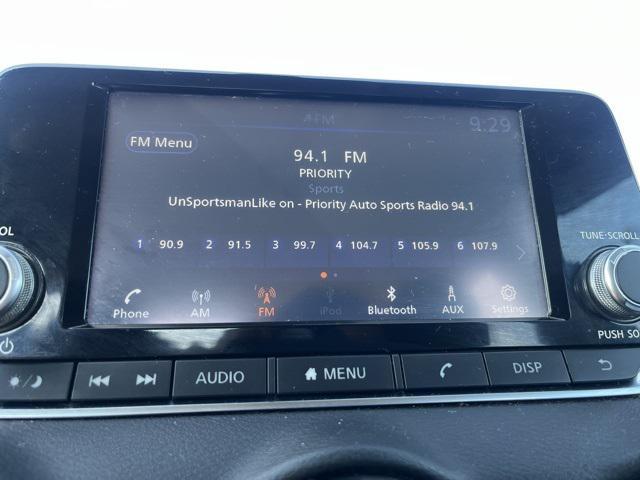 FM
9:29
FM Menu
94.1 FM
PRIORITY
Sports
UnSportsmanLike on - Priority Auto Sports Radio 94.1
1 90.9 2 91.5 3 99.7 4 104.7 5 105.9 6 107.9
OL
TUNE·SCROLL
Phone AM FM iPod Bluetooth AUX Settings
PUSH SO
AUDIO MENU DISP